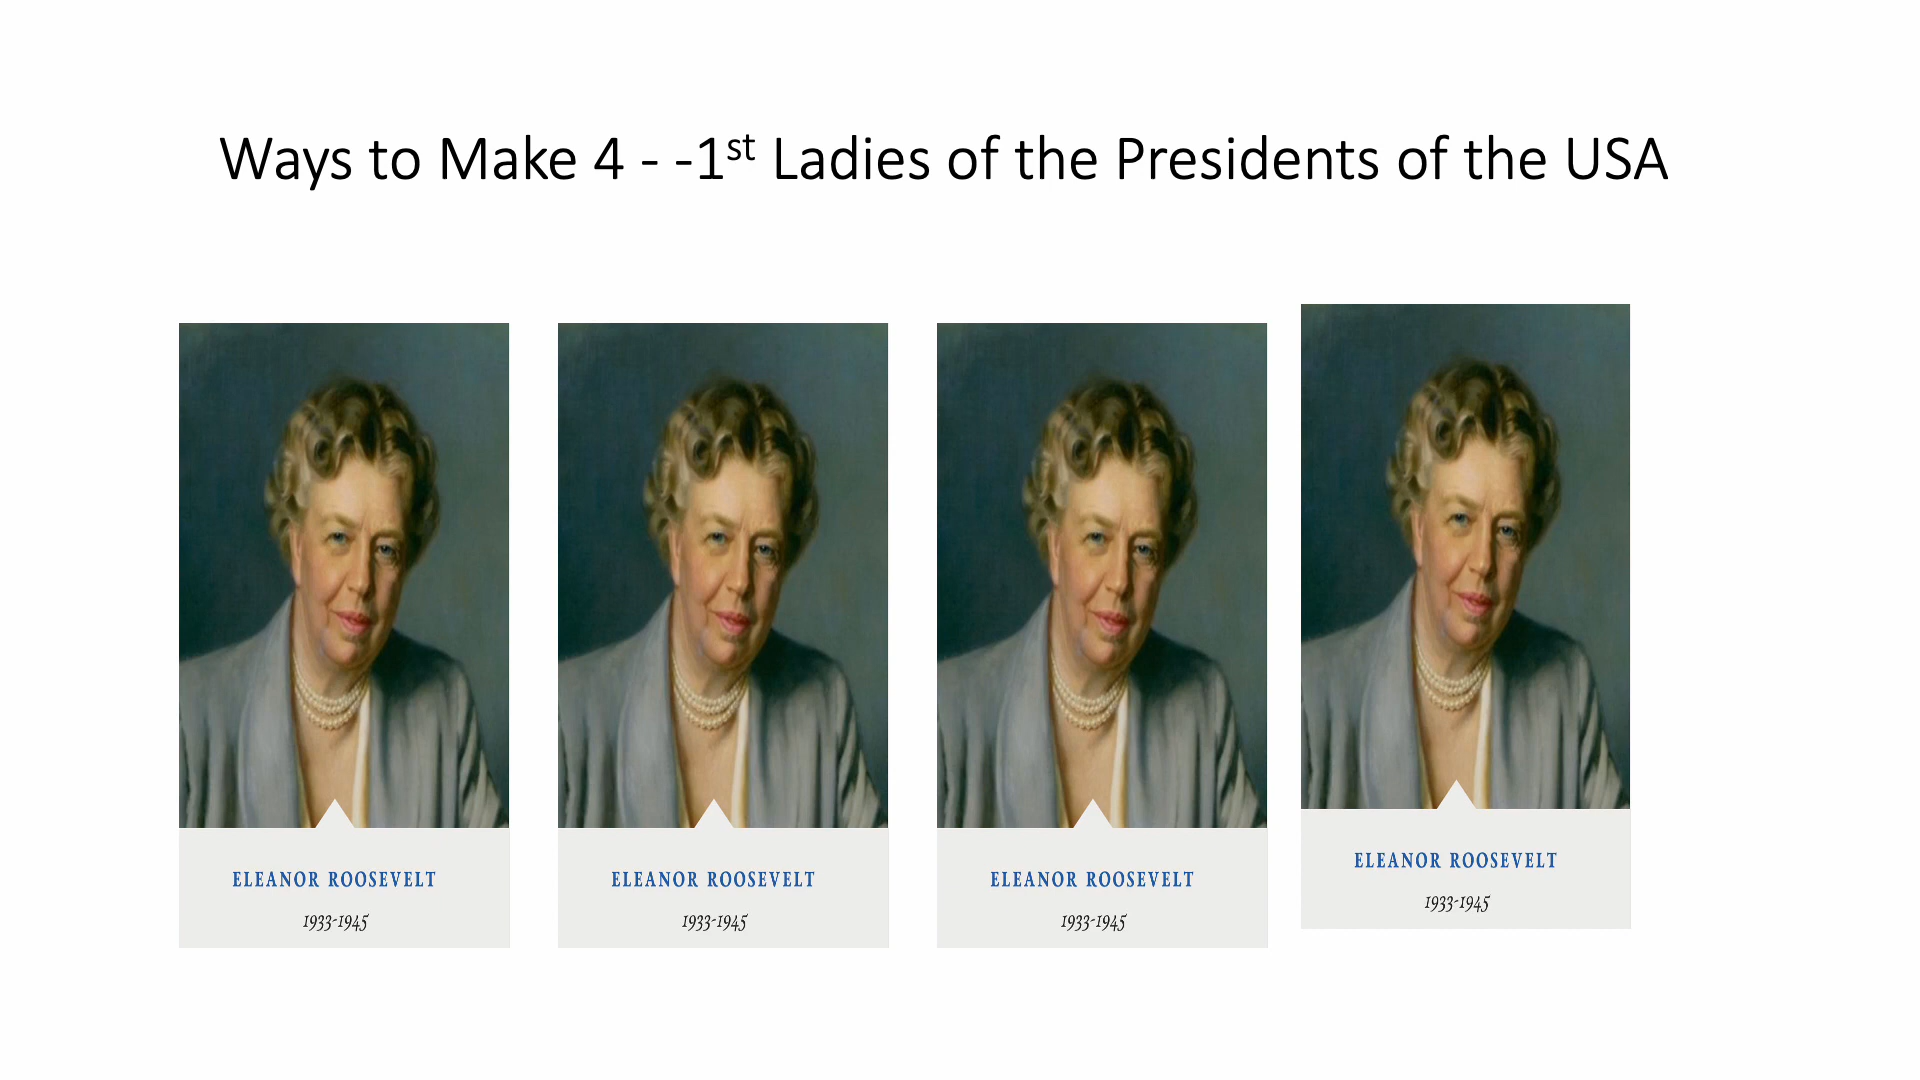 Ways to Make 4 - -1st Ladies of the Presidents of the USA
ELEANOR ROOSEVELT
1933-1945
ELEANOR ROOSEVELT
1933-1945
ELEANOR ROOSEVELT
1933-1945
ELEANOR ROOSEVELT
1933-1945